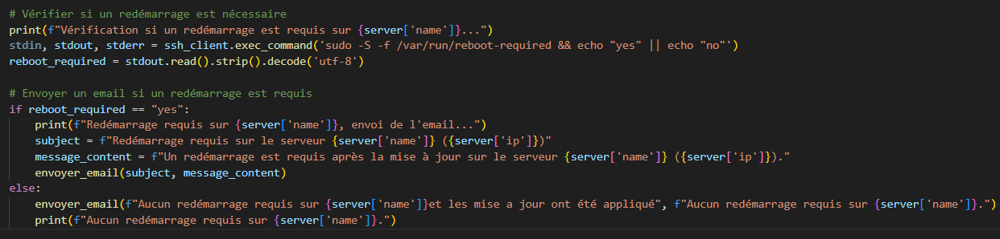 # Vérifier si un redémarrage est nécessaire
print(f"Vérification si un redémarrage est requis sur {server['name']}...")
stdin, stdout, stderr = ssh_client.exec_command('sudo -S -f /var/run/reboot-required && echo "yes" || echo "no"')
reboot_required = stdout.read().strip().decode('utf-8')

# Envoyer un email si un redémarrage est requis
if reboot_required == "yes":
    print(f"Redémarrage requis sur {server['name']}, envoi de l'email...")
    subject = f"Redémarrage requis sur le serveur {server['name']} ({server['ip']})"
    message_content = f"Un redémarrage est requis après la mise à jour sur le serveur {server['name']} ({server['ip']})."
    envoyer_email(subject, message_content)
else:
    envoyer_email(f"Aucun redémarrage requis sur {server['name']}et les mise a jour ont été appliqué", f"Aucun redémarrage requis sur {server['name']}.")
    print(f"Aucun redémarrage requis sur {server['name']}.")